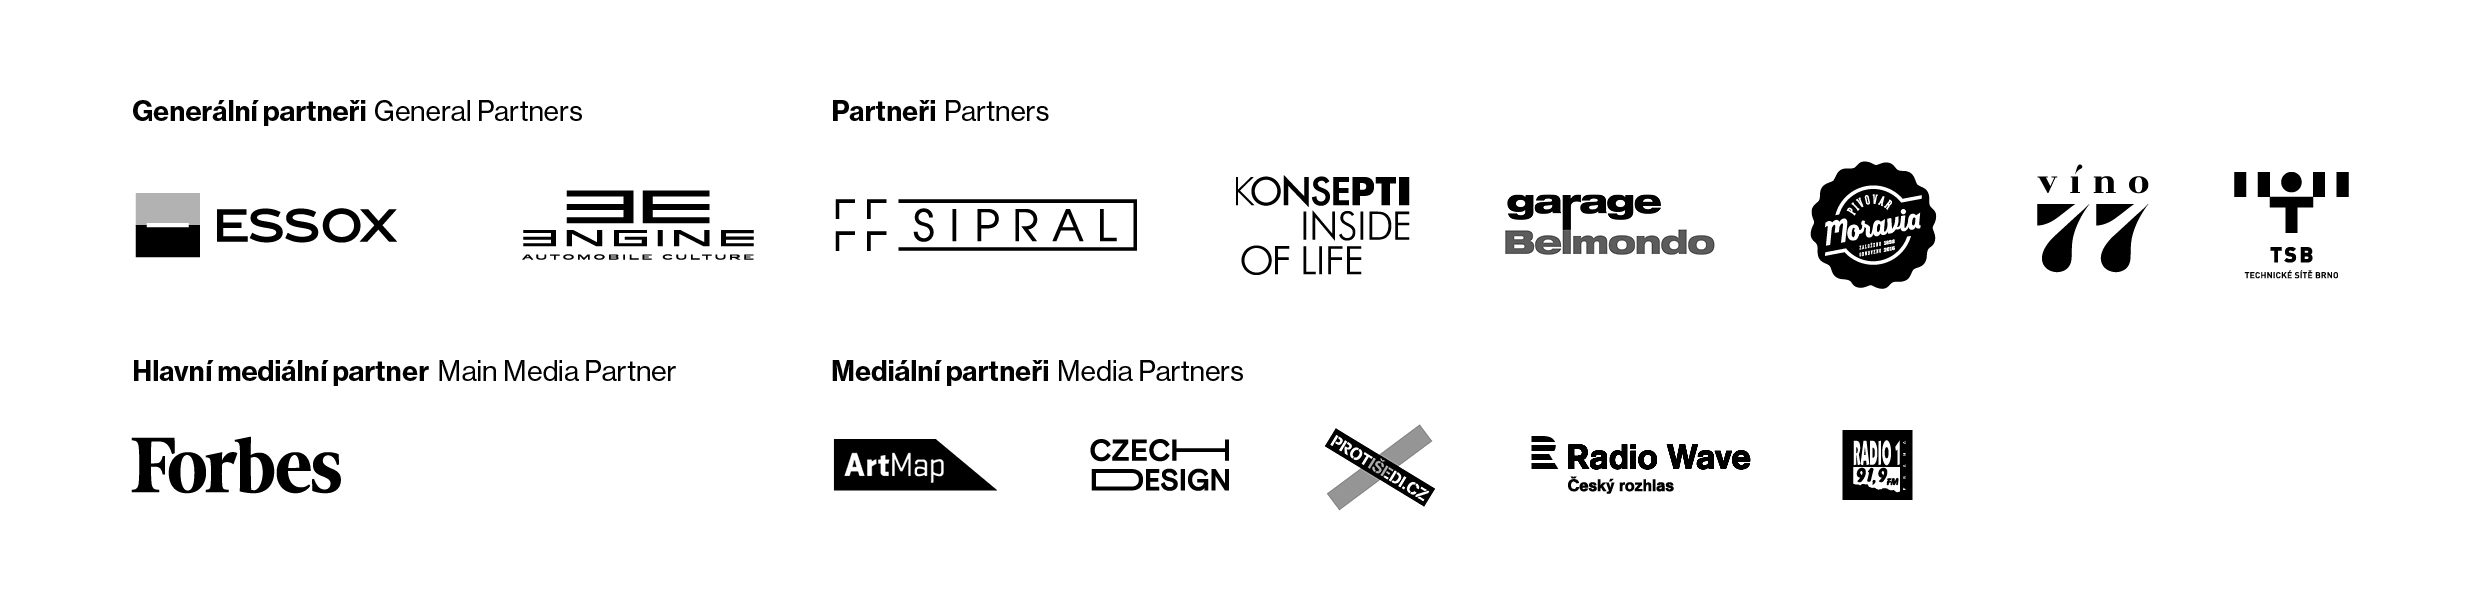 Generální partneři General Partners
ESSOX
ENGINE
AUTOMOBILE CULTURE
Partneři Partners
SIPRAL
KONSEPTI
INSIDE
OF LIFE
garage
Belmondo
PIVOVAR
Moravia
víno
77
TSB
TECHNICKÉ SÍTĚ BRNO
Hlavní mediální partner Main Media Partner
Forbes
Mediální partneři Media Partners
ArtMap
CZECH
DESIGN
PROTIŠEDI.CZ
Radio Wave
Český rozhlas
RADIO 1
91,9 FM